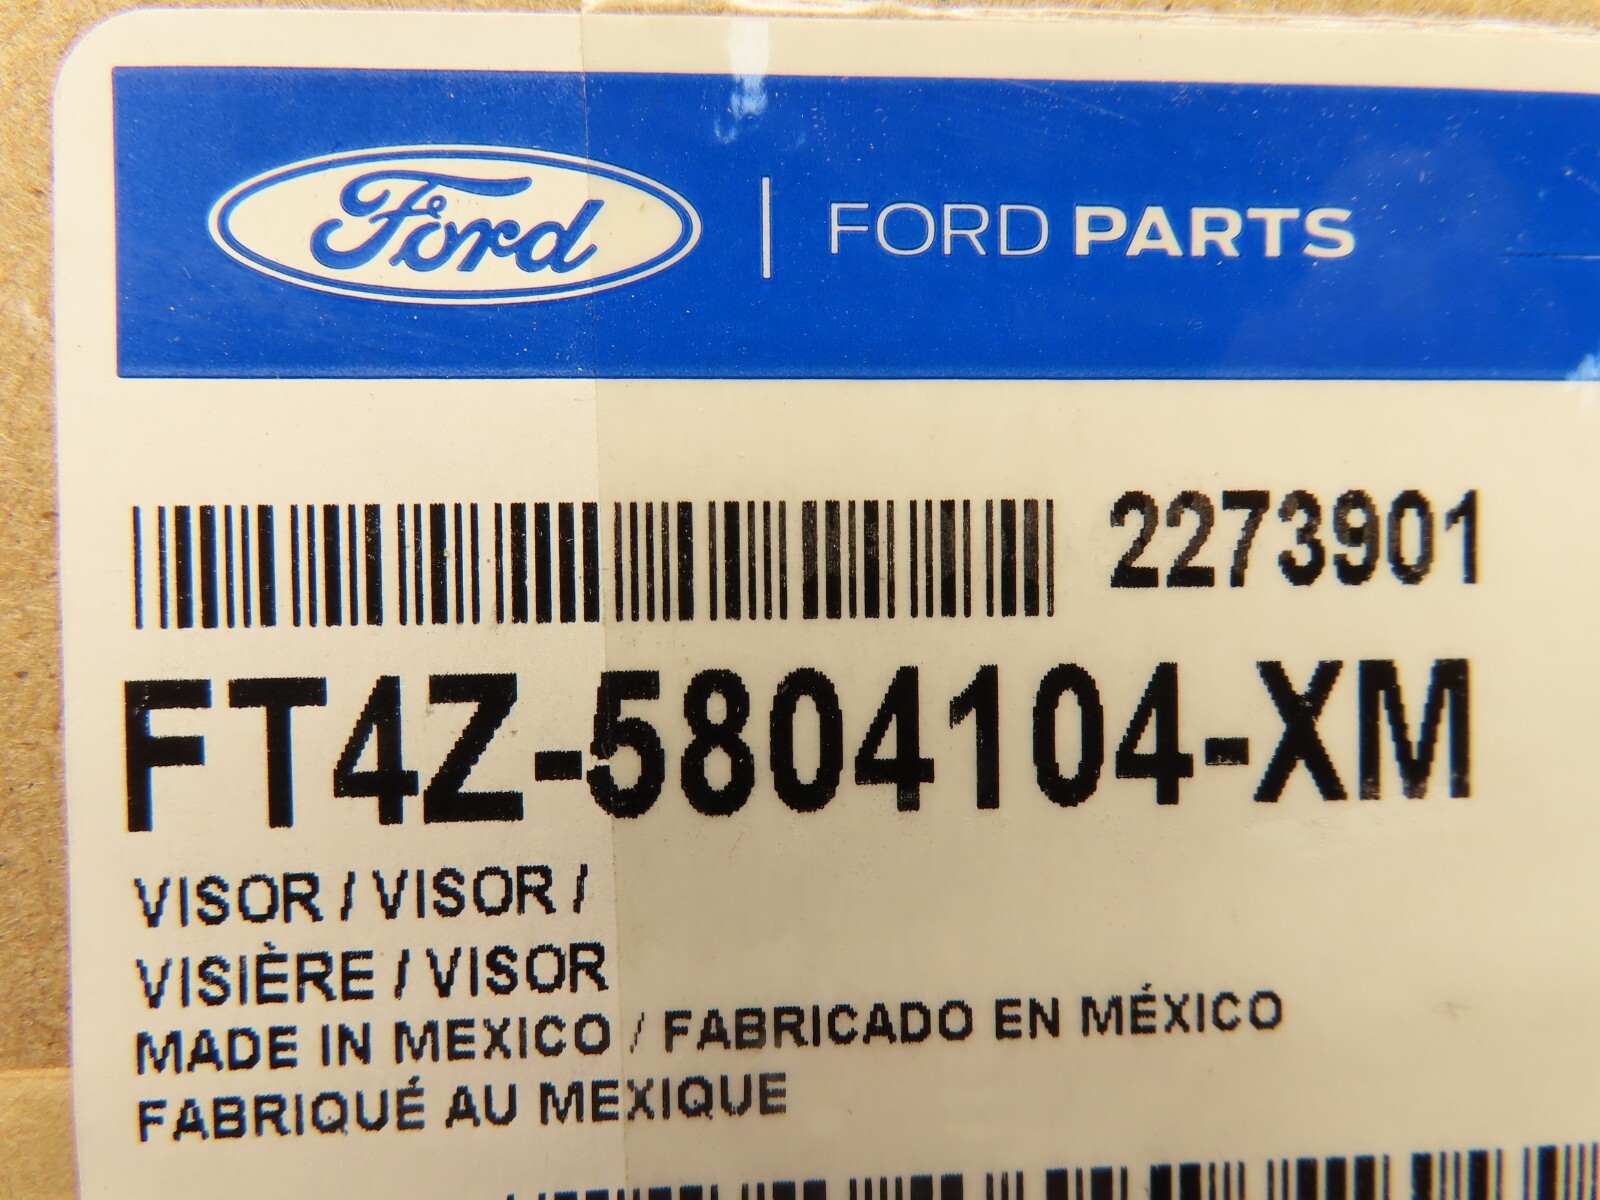 Ford | FORD PARTS
2273901
FT4Z-5804104-XM
VISOR / VISOR /
VISIÈRE / VISOR
MADE IN MEXICO / FABRICADO EN MÉXICO
FABRIQUÉ AU MEXIQUE